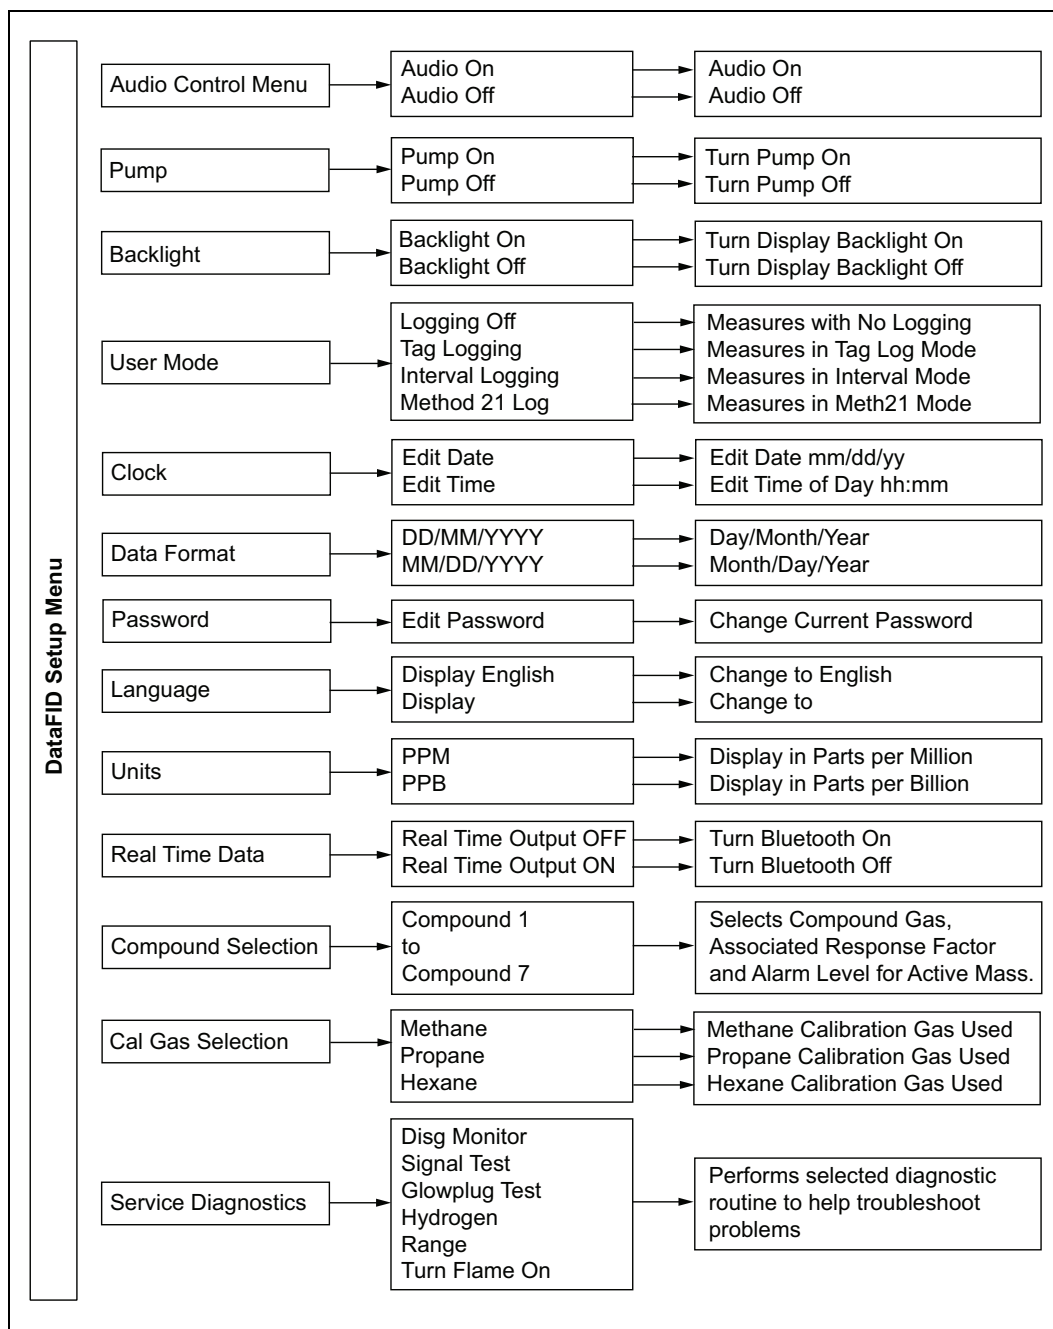 DataFID Setup Menu
Audio Control Menu
Audio On
Audio Off
Audio On
Audio Off
Pump
Pump On
Pump Off
Turn Pump On
Turn Pump Off
Backlight
Backlight On
Backlight Off
Turn Display Backlight On
Turn Display Backlight Off
User Mode
Logging Off
Tag Logging
Interval Logging
Method 21 Log
Measures with No Logging
Measures in Tag Log Mode
Measures in Interval Mode
Measures in Meth21 Mode
Clock
Edit Date
Edit Time
Edit Date mm/dd/yy
Edit Time of Day hh:mm
Data Format
DD/MM/YYYY
MM/DD/YYYY
Day/Month/Year
Month/Day/Year
Password
Edit Password
Change Current Password
Language
Display English
Display
Change to English
Change to
Units
PPM
PPB
Display in Parts per Million
Display in Parts per Billion
Real Time Data
Real Time Output OFF
Real Time Output ON
Turn Bluetooth On
Turn Bluetooth Off
Compound Selection
Compound 1
to
Compound 7
Selects Compound Gas,
Associated Response Factor
and Alarm Level for Active Mass.
Cal Gas Selection
Methane
Propane
Hexane
Methane Calibration Gas Used
Propane Calibration Gas Used
Hexane Calibration Gas Used
Service Diagnostics
Disg Monitor
Signal Test
Glowplug Test
Hydrogen
Range
Turn Flame On
Performs selected diagnostic
routine to help troubleshoot
problems